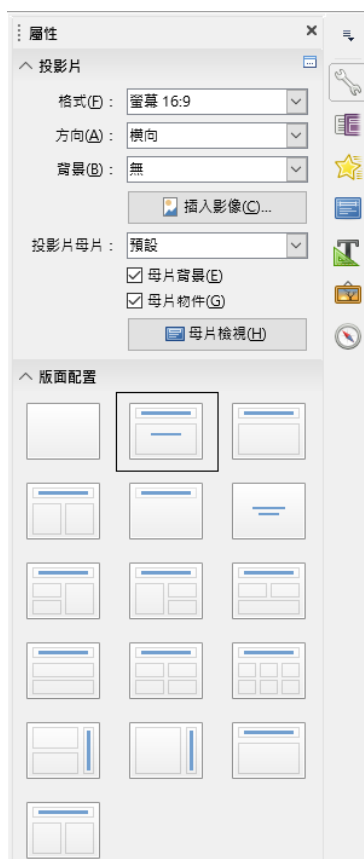 屬性
投影片
格式(F)：
螢幕 16:9
方向(A)：
橫向
背景(B)：
無
插入影像(C)...
投影片母片：
預設
母片背景(E)
母片物件(G)
母片檢視(H)
版面配置